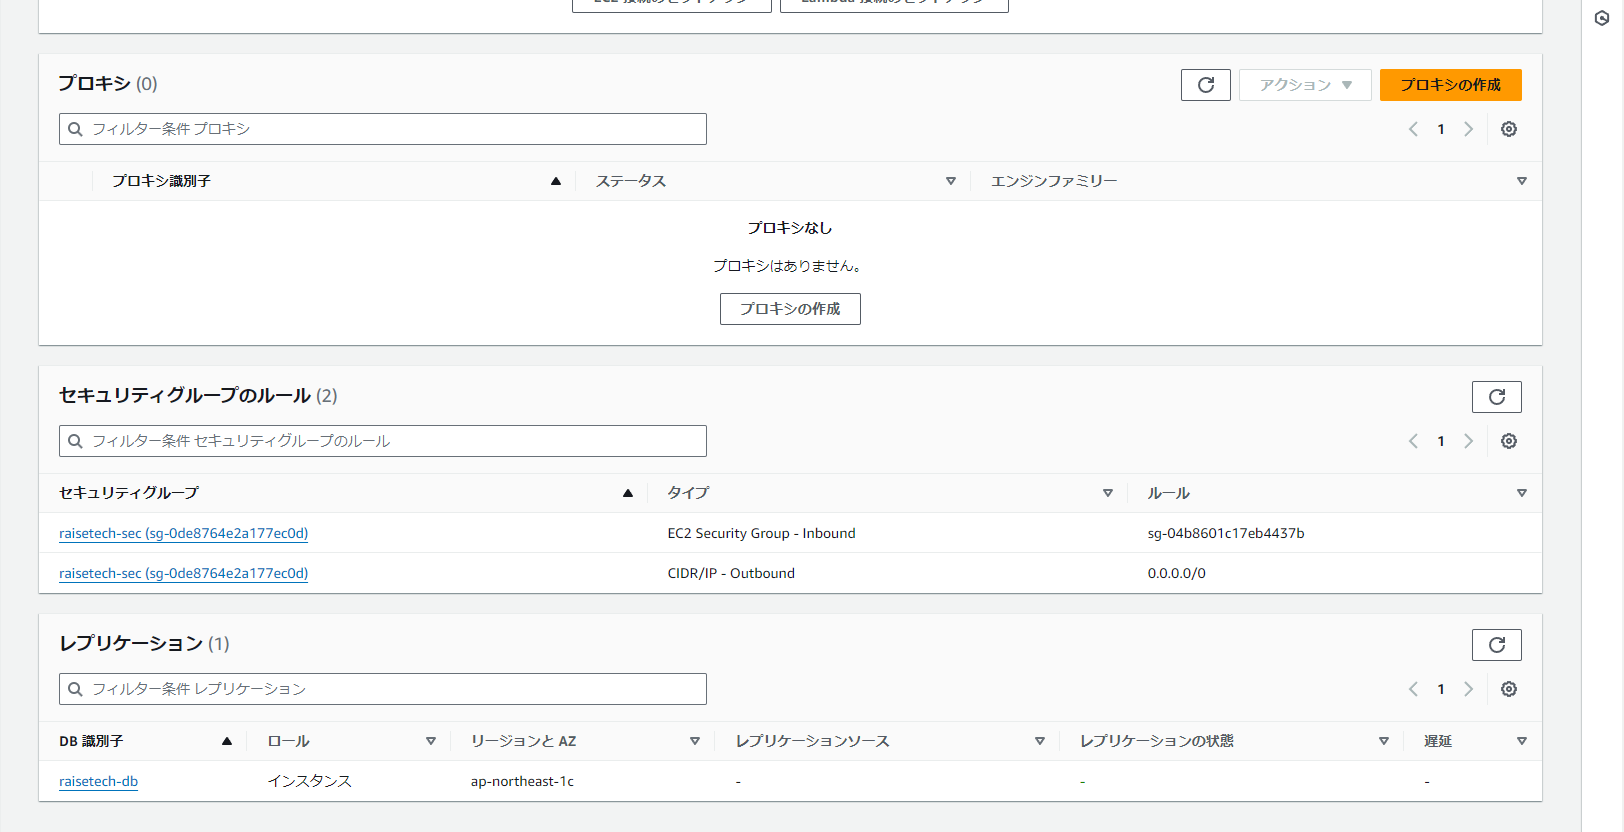 プロキシ (0)
アクション
プロキシの作成
フィルター条件 プロキシ
1
プロキシ識別子 ステータス エンジンファミリー
プロキシなし
プロキシはありません。
プロキシの作成
セキュリティグループのルール (2)
フィルター条件 セキュリティグループのルール
1
セキュリティグループ タイプ ルール
raisetech-sec (sg-0de8764e2a177ec0d) EC2 Security Group - Inbound sg-04b8601c17eb4437b
raisetech-sec (sg-0de8764e2a177ec0d) CIDR/IP - Outbound 0.0.0.0/0
レプリケーション (1)
フィルター条件 レプリケーション
1
DB 識別子 ロール リージョンと AZ レプリケーションソース レプリケーションの状態 遅延
raisetech-db インスタンス ap-northeast-1c - - -